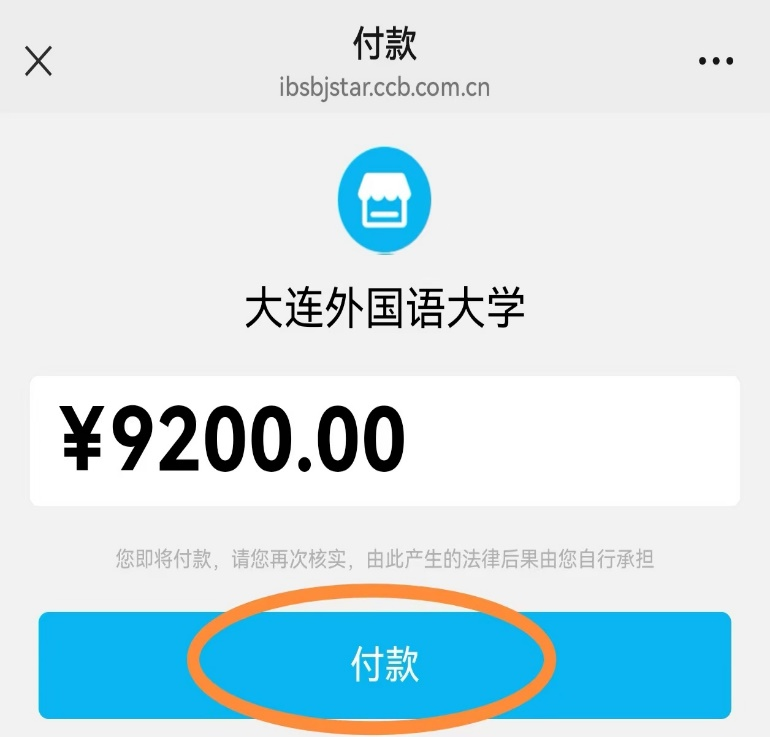 付款
ibsbjstar.ccb.com.cn
大连外国语大学
¥9200.00
您即将付款，请您再次核实，由此产生的法律后果由您自行承担
付款